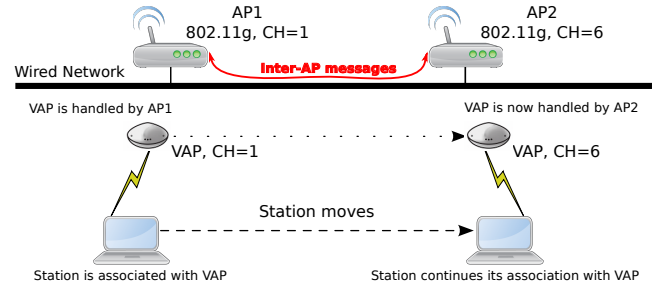 AP1
802.11g, CH=1
AP2
802.11g, CH=6
Inter-AP messages
Wired Network
VAP is handled by AP1
VAP is now handled by AP2
VAP, CH=1
VAP, CH=6
Station moves
Station is associated with VAP
Station continues its association with VAP